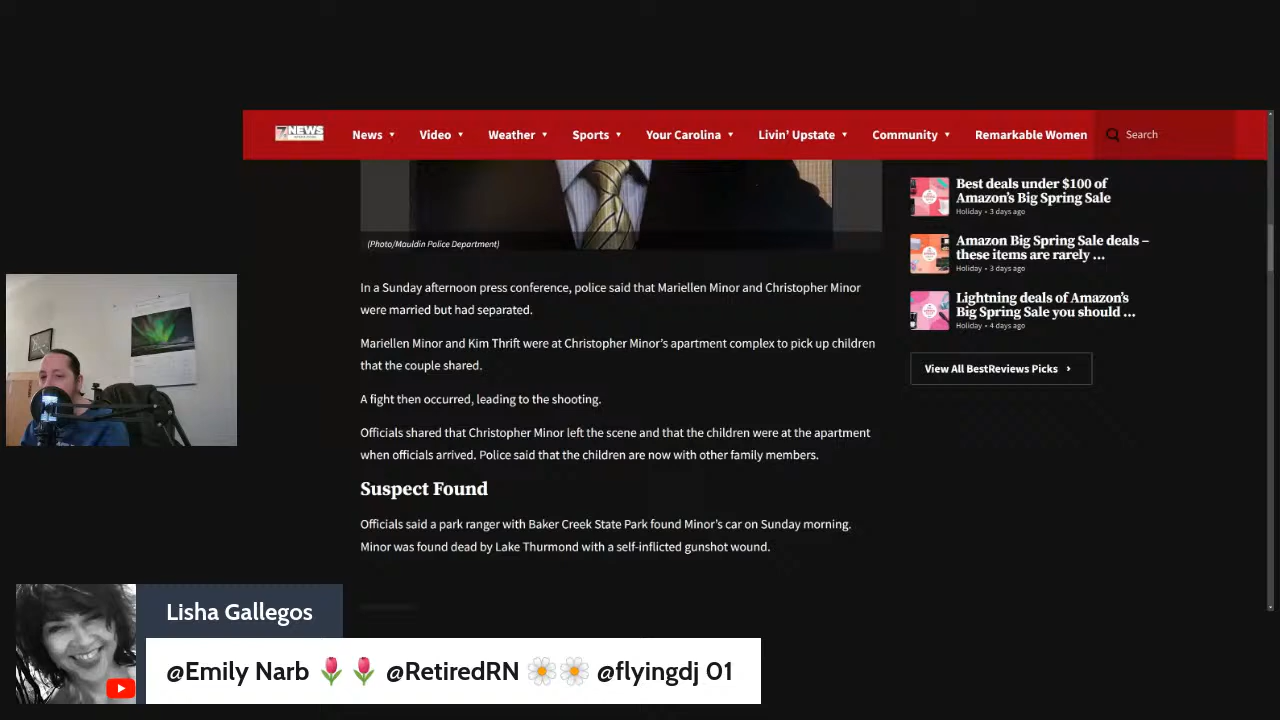 7NEWS
News
Video
Weather
Sports
Your Carolina
Livin' Upstate
Community
Remarkable Women
Search
(Photo/Mauldin Police Department)
In a Sunday afternoon press conference, police said that Mariellen Minor and Christopher Minor
were married but had separated.
Mariellen Minor and Kim Thrift were at Christopher Minor's apartment complex to pick up children
that the couple shared.
A fight then occurred, leading to the shooting.
Officials shared that Christopher Minor left the scene and that the children were at the apartment
when officials arrived. Police said that the children are now with other family members.
Suspect Found
Officials said a park ranger with Baker Creek State Park found Minor's car on Sunday morning.
Minor was found dead by Lake Thurmond with a self-inflicted gunshot wound.
Best deals under $100 of
Amazon's Big Spring Sale
Holiday • 3 days ago
Amazon Big Spring Sale deals –
these items are rarely ...
Holiday • 3 days ago
Lightning deals of Amazon's
Big Spring Sale you should ...
Holiday • 4 days ago
View All BestReviews Picks ›
Lisha Gallegos
@Emily Narb 🌷🌷 @RetiredRN 🌼🌼 @flyingdj 01